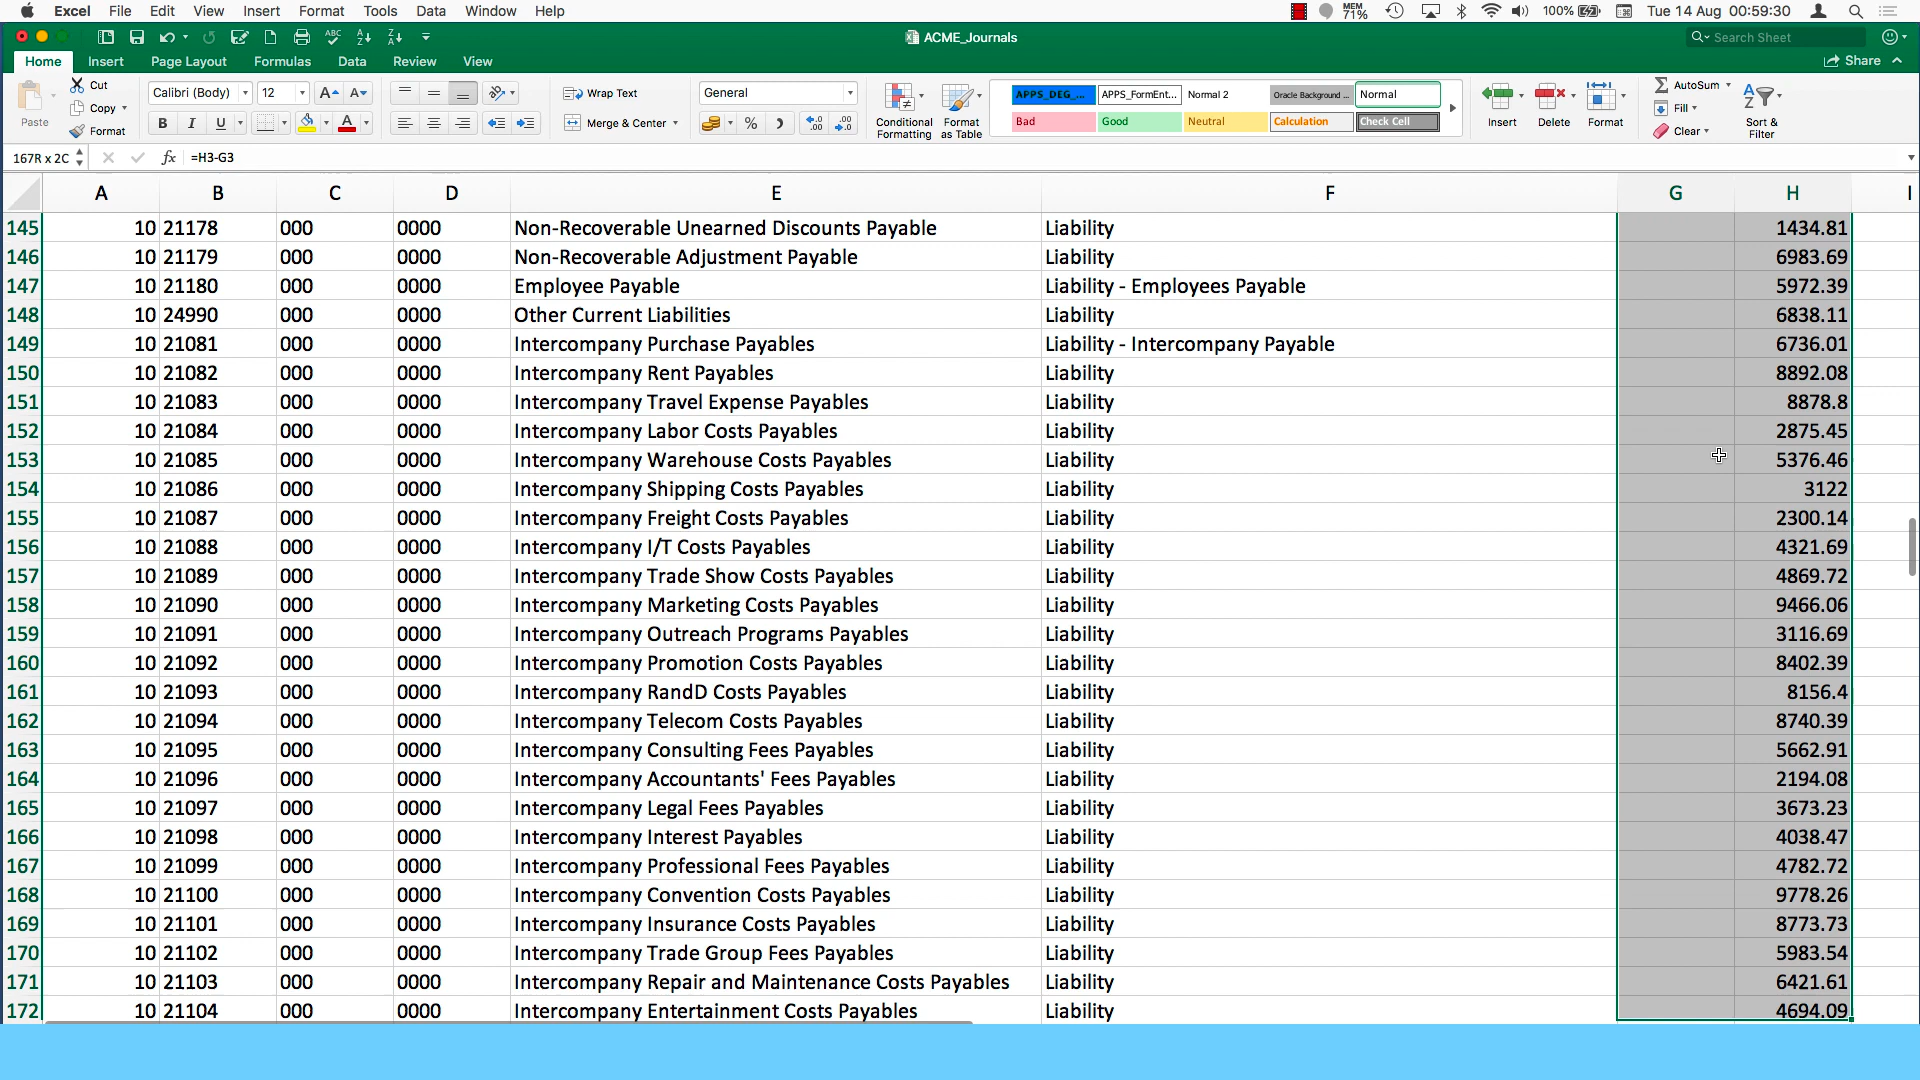 Excel File Edit View Insert Format Tools Data Window Help MEM 71% 100% Tue 14 Aug 00:59:30
ACME_Journals Search Sheet
Home Insert Page Layout Formulas Data Review View Share
Paste Cut Copy Format
Calibri (Body) 12 A A
B I U A
Wrap Text
Merge & Center
General
%
Conditional Formatting
Format as Table
APPS_DEG_... APPS_FormEnt... Normal 2 Oracle Background ... Normal
Bad Good Neutral Calculation Check Cell
Insert Delete Format
AutoSum
Fill
Clear
Sort & Filter
167R x 2C fx =H3-G3
A B C D E F G H I
145 10 21178 000 0000 Non-Recoverable Unearned Discounts Payable Liability 1434.81
146 10 21179 000 0000 Non-Recoverable Adjustment Payable Liability 6983.69
147 10 21180 000 0000 Employee Payable Liability - Employees Payable 5972.39
148 10 24990 000 0000 Other Current Liabilities Liability 6838.11
149 10 21081 000 0000 Intercompany Purchase Payables Liability - Intercompany Payable 6736.01
150 10 21082 000 0000 Intercompany Rent Payables Liability 8892.08
151 10 21083 000 0000 Intercompany Travel Expense Payables Liability 8878.8
152 10 21084 000 0000 Intercompany Labor Costs Payables Liability 2875.45
153 10 21085 000 0000 Intercompany Warehouse Costs Payables Liability 5376.46
154 10 21086 000 0000 Intercompany Shipping Costs Payables Liability 3122
155 10 21087 000 0000 Intercompany Freight Costs Payables Liability 2300.14
156 10 21088 000 0000 Intercompany I/T Costs Payables Liability 4321.69
157 10 21089 000 0000 Intercompany Trade Show Costs Payables Liability 4869.72
158 10 21090 000 0000 Intercompany Marketing Costs Payables Liability 9466.06
159 10 21091 000 0000 Intercompany Outreach Programs Payables Liability 3116.69
160 10 21092 000 0000 Intercompany Promotion Costs Payables Liability 8402.39
161 10 21093 000 0000 Intercompany RandD Costs Payables Liability 8156.4
162 10 21094 000 0000 Intercompany Telecom Costs Payables Liability 8740.39
163 10 21095 000 0000 Intercompany Consulting Fees Payables Liability 5662.91
164 10 21096 000 0000 Intercompany Accountants' Fees Payables Liability 2194.08
165 10 21097 000 0000 Intercompany Legal Fees Payables Liability 3673.23
166 10 21098 000 0000 Intercompany Interest Payables Liability 4038.47
167 10 21099 000 0000 Intercompany Professional Fees Payables Liability 4782.72
168 10 21100 000 0000 Intercompany Convention Costs Payables Liability 9778.26
169 10 21101 000 0000 Intercompany Insurance Costs Payables Liability 8773.73
170 10 21102 000 0000 Intercompany Trade Group Fees Payables Liability 5983.54
171 10 21103 000 0000 Intercompany Repair and Maintenance Costs Payables Liability 6421.61
172 10 21104 000 0000 Intercompany Entertainment Costs Payables Liability 4694.09